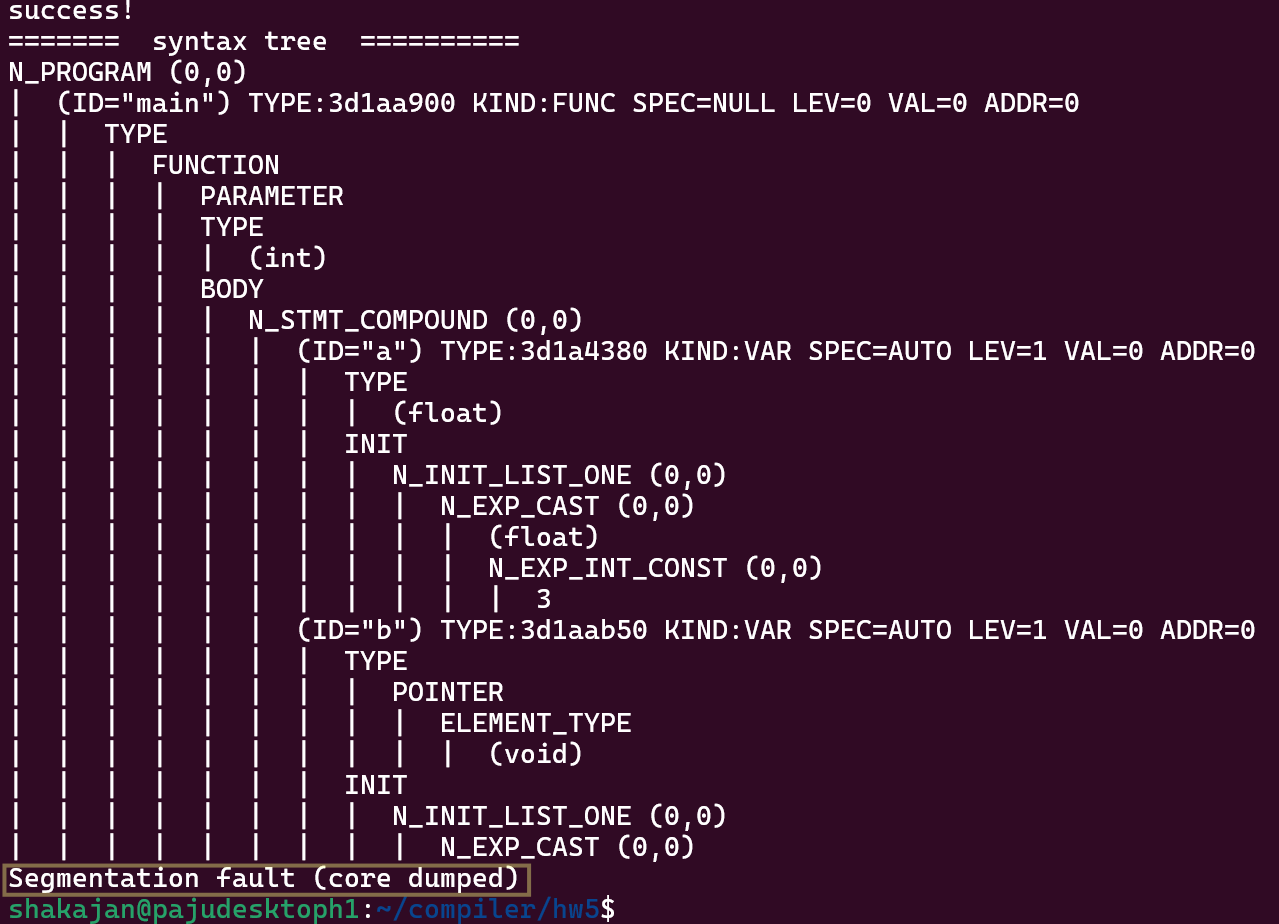 success!
=======  syntax tree  ==========
N_PROGRAM (0,0)
|  (ID="main") TYPE:3d1aa900 KIND:FUNC SPEC=NULL LEV=0 VAL=0 ADDR=0
|  |  TYPE
|  |  |  FUNCTION
|  |  |  |  PARAMETER
|  |  |  |  TYPE
|  |  |  |  |  (int)
|  |  |  |  BODY
|  |  |  |  |  N_STMT_COMPOUND (0,0)
|  |  |  |  |  |  (ID="a") TYPE:3d1a4380 KIND:VAR SPEC=AUTO LEV=1 VAL=0 ADDR=0
|  |  |  |  |  |  |  TYPE
|  |  |  |  |  |  |  |  (float)
|  |  |  |  |  |  |  INIT
|  |  |  |  |  |  |  |  N_INIT_LIST_ONE (0,0)
|  |  |  |  |  |  |  |  |  N_EXP_CAST (0,0)
|  |  |  |  |  |  |  |  |  |  (float)
|  |  |  |  |  |  |  |  |  |  N_EXP_INT_CONST (0,0)
|  |  |  |  |  |  |  |  |  |  |  3
|  |  |  |  |  |  (ID="b") TYPE:3d1aab50 KIND:VAR SPEC=AUTO LEV=1 VAL=0 ADDR=0
|  |  |  |  |  |  |  TYPE
|  |  |  |  |  |  |  |  POINTER
|  |  |  |  |  |  |  |  |  ELEMENT_TYPE
|  |  |  |  |  |  |  |  |  |  (void)
|  |  |  |  |  |  |  INIT
|  |  |  |  |  |  |  |  N_INIT_LIST_ONE (0,0)
|  |  |  |  |  |  |  |  |  N_EXP_CAST (0,0)
Segmentation fault (core dumped)
shakajan@pajudesktoph1:~/compiler/hw5$